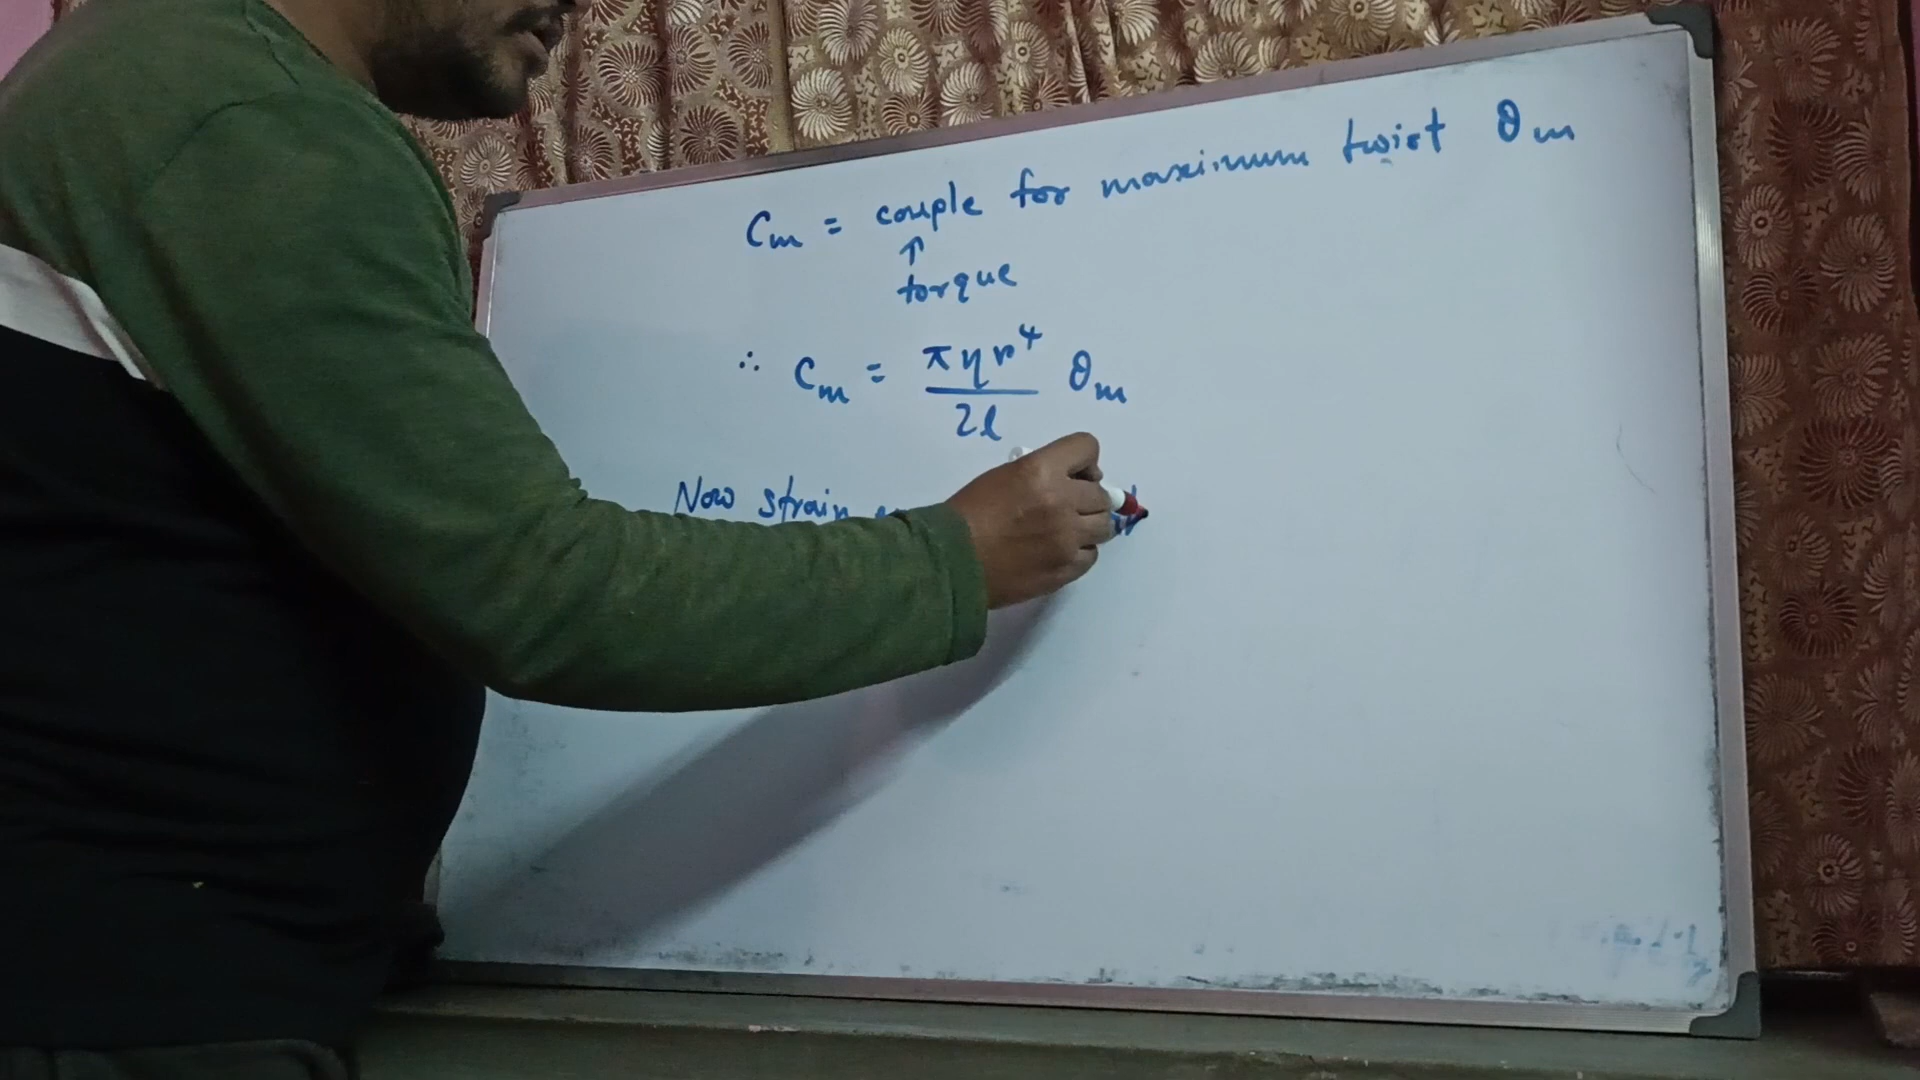 Cm = couple for maximum twist θm
↑
torque
∴ Cm = πηr⁴/2l θm
Now strain